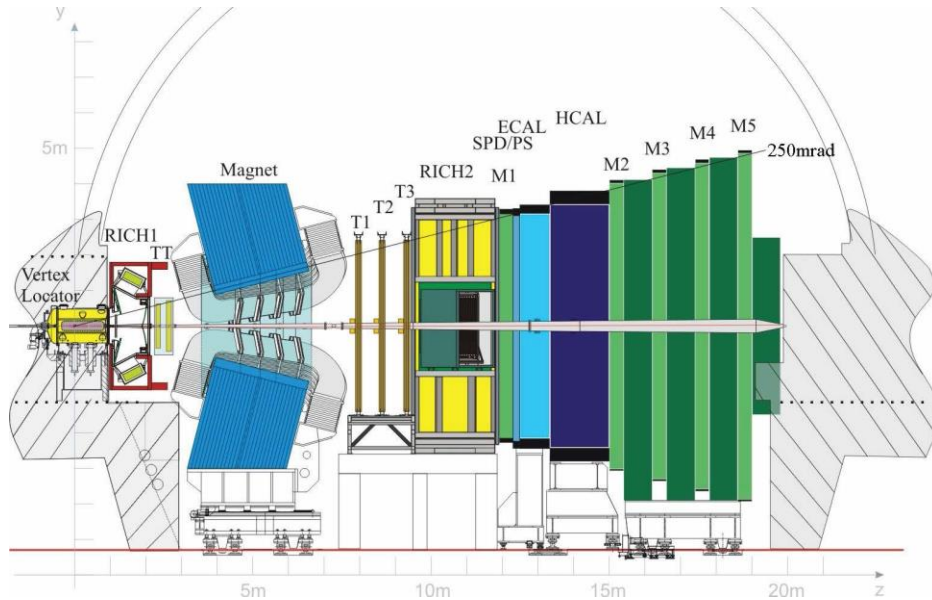 y
5m
Vertex
Locator
RICH1
TT
Magnet
T1
T2
T3
RICH2
M1
SPD/PS
ECAL
HCAL
M2
M3
M4
M5
250mrad
5m
10m
15m
20m
z